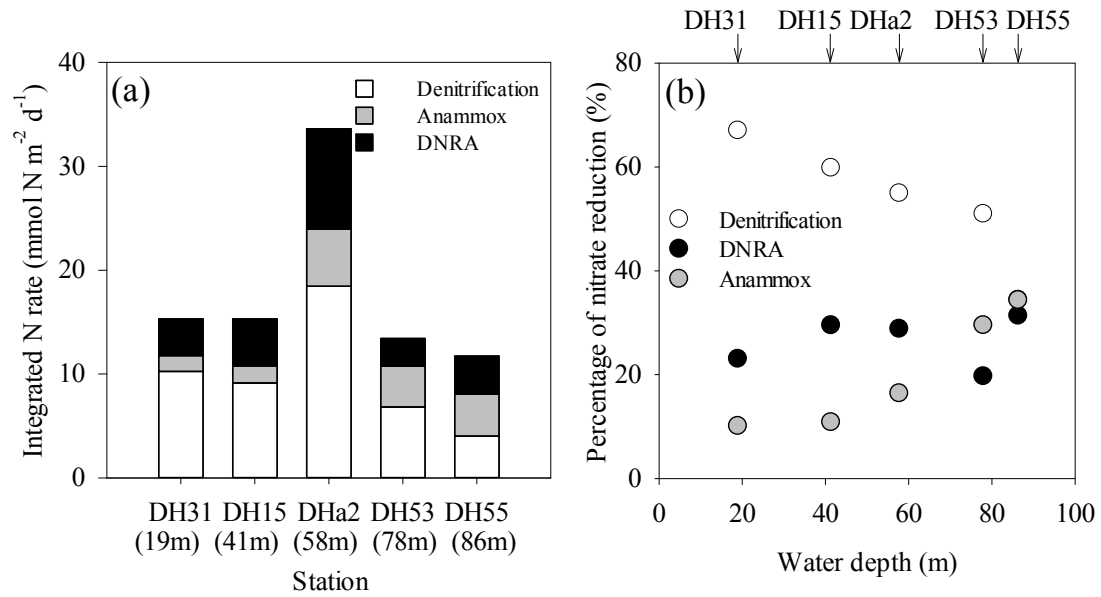 (a)
Integrated N rate (mmol N m⁻² d⁻¹)
40
30
20
10
0
Denitrification
Anammox
DNRA
DH31 DH15 DHa2 DH53 DH55
(19m) (41m) (58m) (78m) (86m)
Station
DH31 DH15 DHa2 DH53 DH55
(b)
Percentage of nitrate reduction (%)
80
60
40
20
0
Denitrification
DNRA
Anammox
0 20 40 60 80 100
Water depth (m)